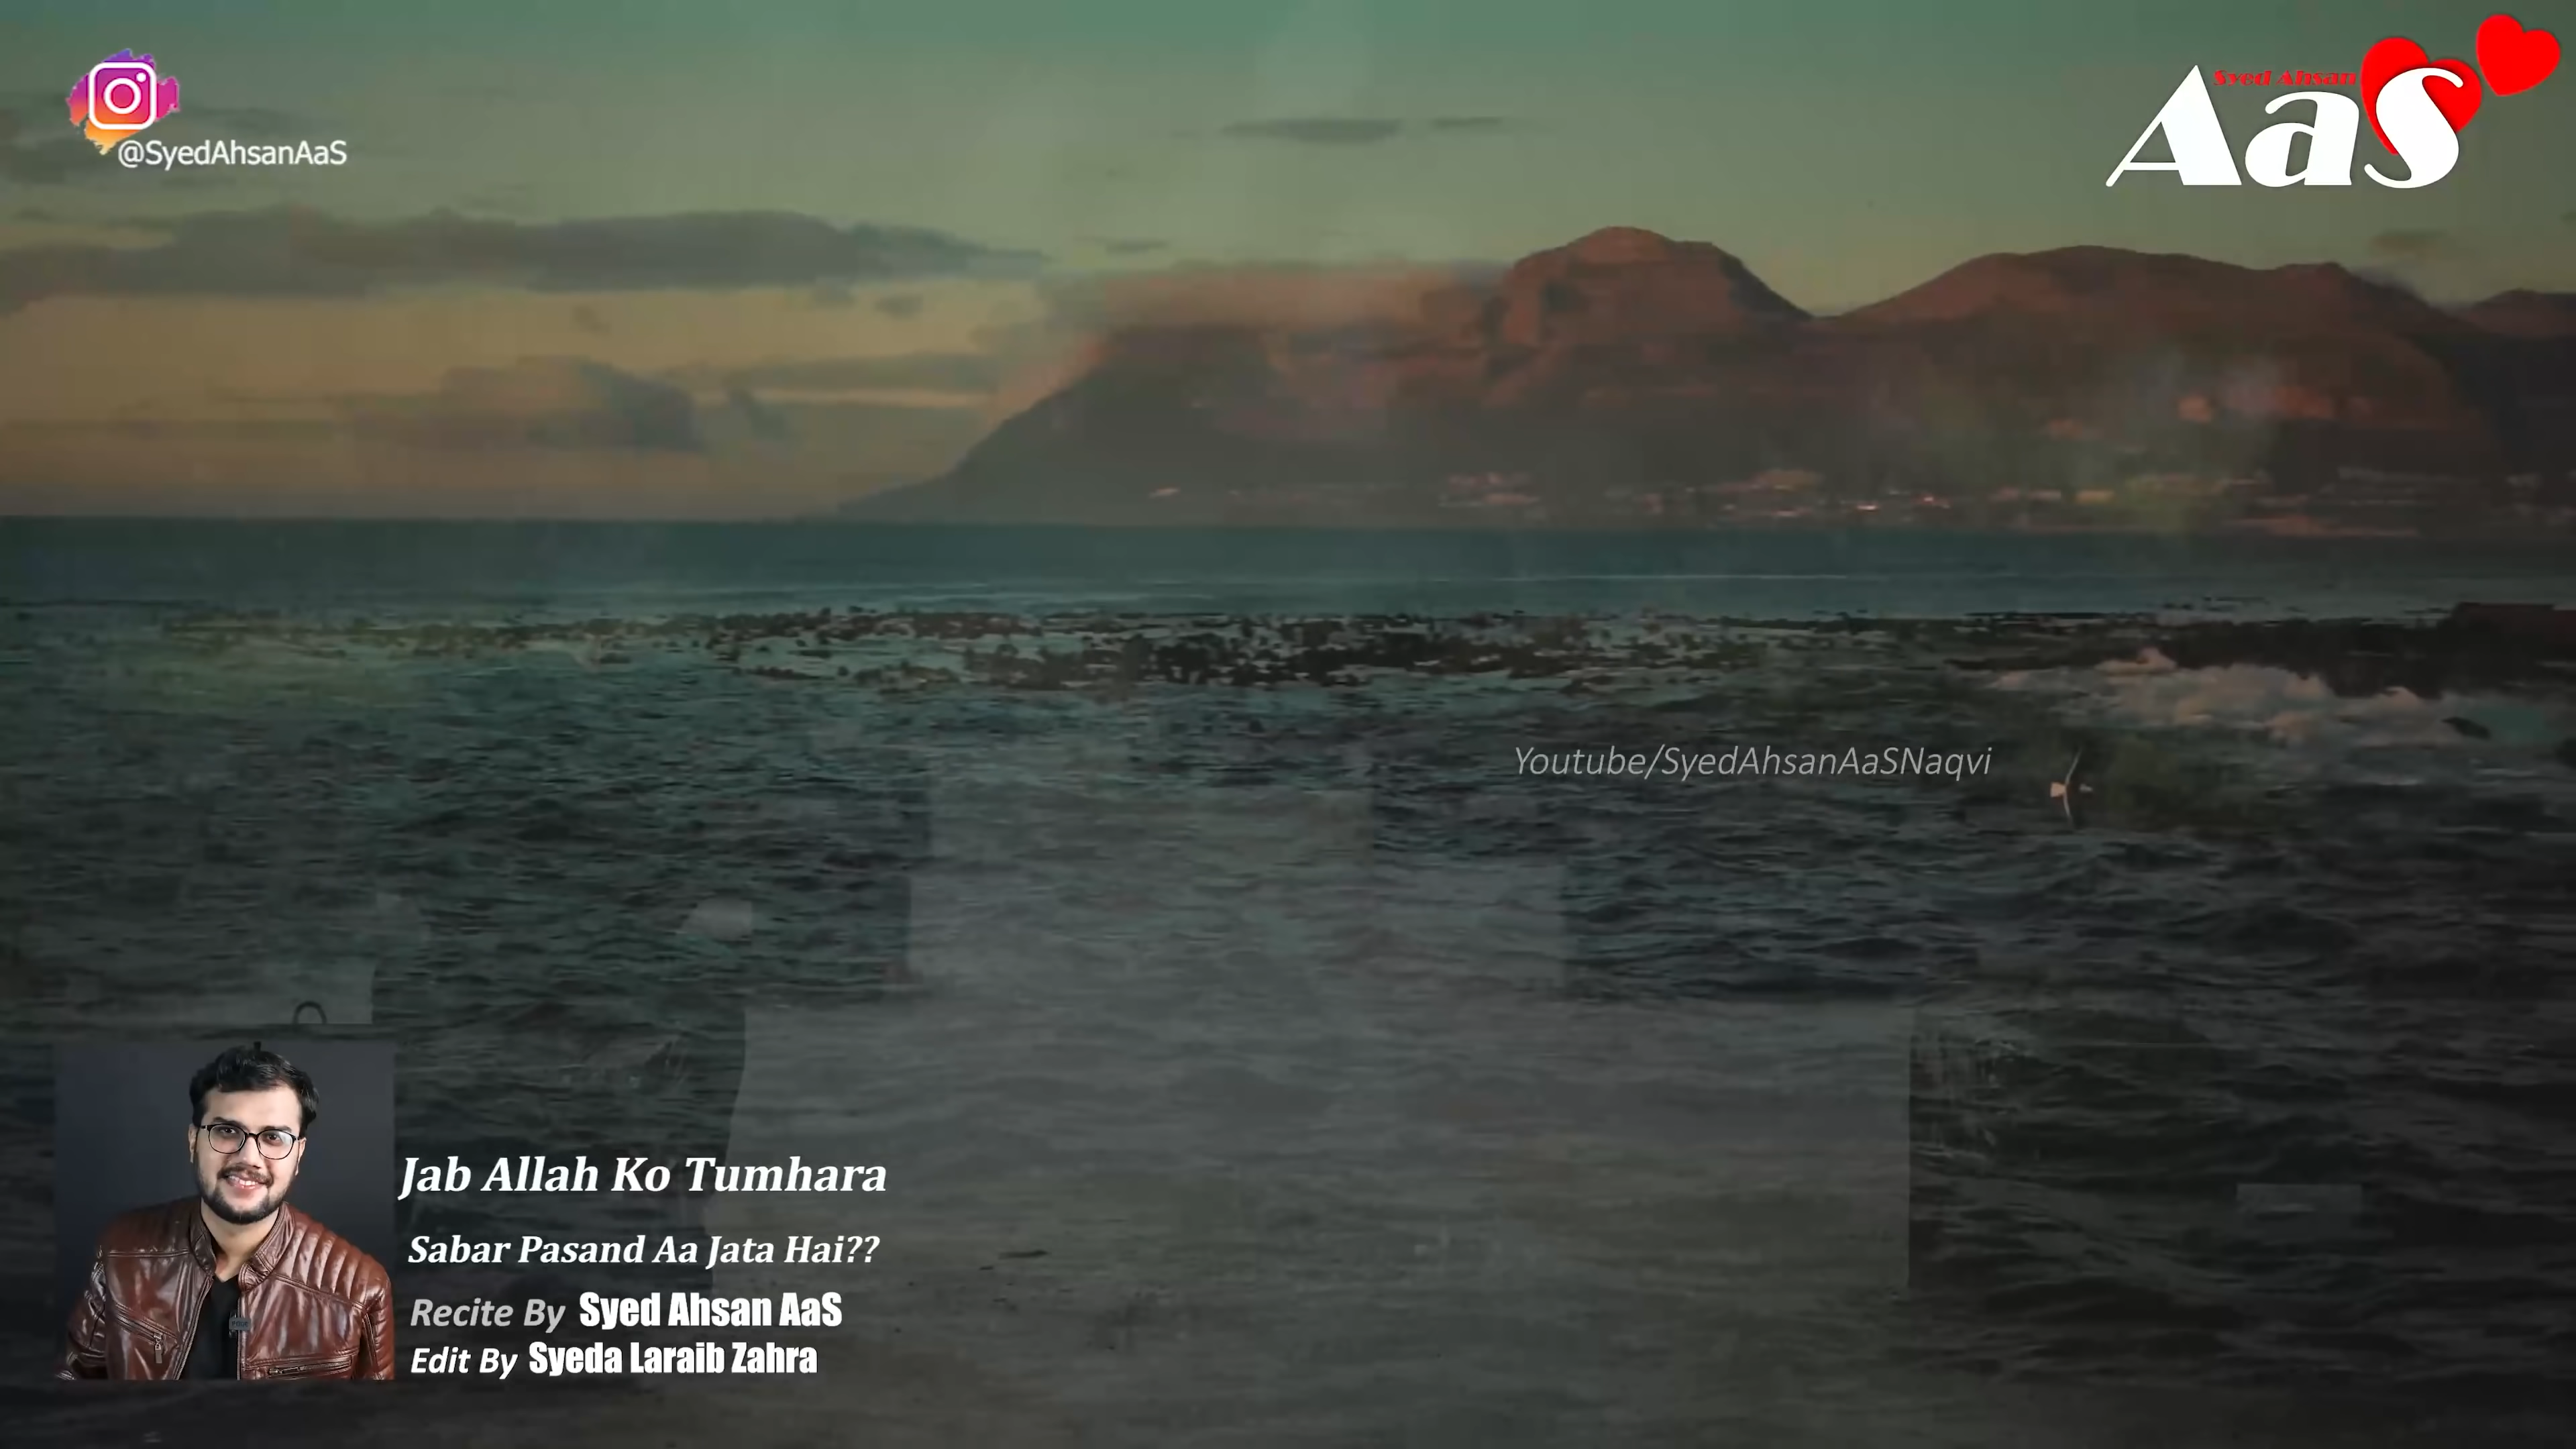 @SyedAhsanAaS
Syed Ahsan
AaS
Youtube/SyedAhsanAaSNaqvi
Jab Allah Ko Tumhara
Sabar Pasand Aa Jata Hai??
Recite By Syed Ahsan AaS
Edit By Syeda Laraib Zahra